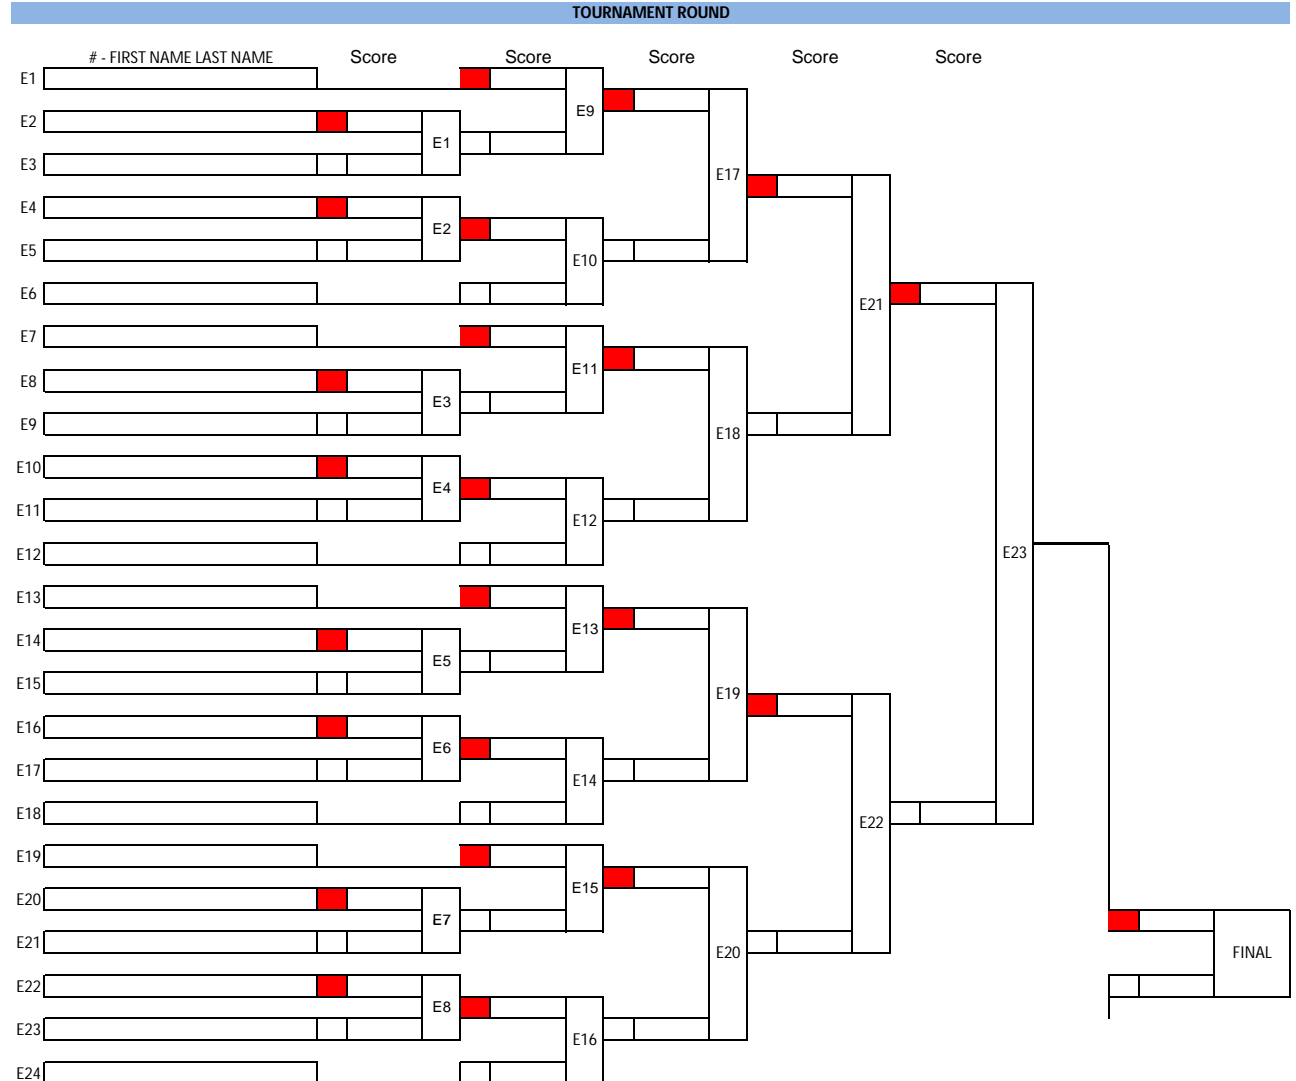 TOURNAMENT ROUND
# - FIRST NAME LAST NAME Score Score Score Score Score
E1
E9
E2
E1
E3
E17
E4
E2
E5
E10
E6
E21
E7
E11
E8
E3
E9
E18
E10
E4
E11
E12
E12
E23
E13
E13
E14
E5
E15
E19
E16
E6
E17
E14
E18
E22
E19
E15
E20
E7
E21
E20
FINAL
E22
E8
E23
E16
E24